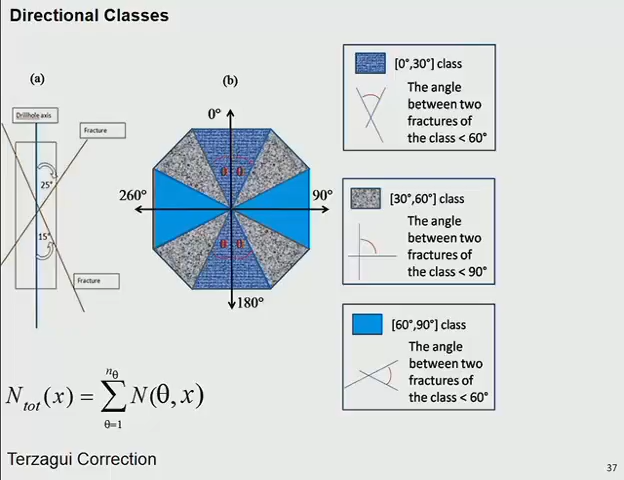 Directional Classes
(a)
(b)
Drillhole axis
Fracture
25°
15°
Fracture
0°
260°
90°
180°
θ θ
θ θ
[0°,30°] class
The angle
between two
fractures of
the class < 60°
[30°,60°] class
The angle
between two
fractures of
the class < 90°
[60°,90°] class
The angle
between two
fractures of
the class < 60°
N_tot(x) = ∑_{θ=1}^{n_θ} N(θ, x)
Terzagui Correction
37